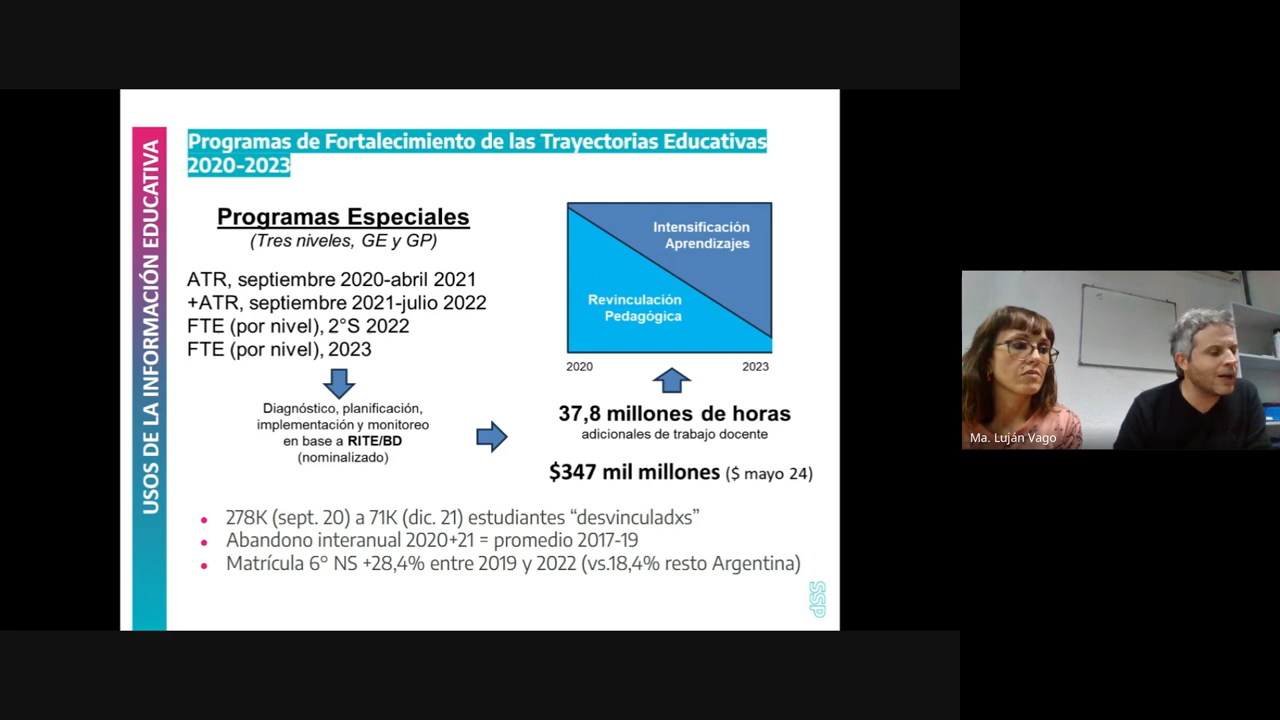 USOS DE LA INFORMACIÓN EDUCATIVA
Programas de Fortalecimiento de las Trayectorias Educativas
2020-2023
Programas Especiales
(Tres niveles, GE y GP)
ATR, septiembre 2020-abril 2021
+ATR, septiembre 2021-julio 2022
FTE (por nivel), 2°S 2022
FTE (por nivel), 2023
Diagnóstico, planificación,
implementación y monitoreo
en base a RITE/BD
(nominalizado)
Intensificación
Aprendizajes
Revinculación
Pedagógica
2020
2023
37,8 millones de horas
adicionales de trabajo docente
$347 mil millones ($ mayo 24)
• 278K (sept. 20) a 71K (dic. 21) estudiantes “desvinculadxs”
• Abandono interanual 2020+21 = promedio 2017-19
• Matrícula 6° NS +28,4% entre 2019 y 2022 (vs.18,4% resto Argentina)
dSS
Ma. Luján Vago